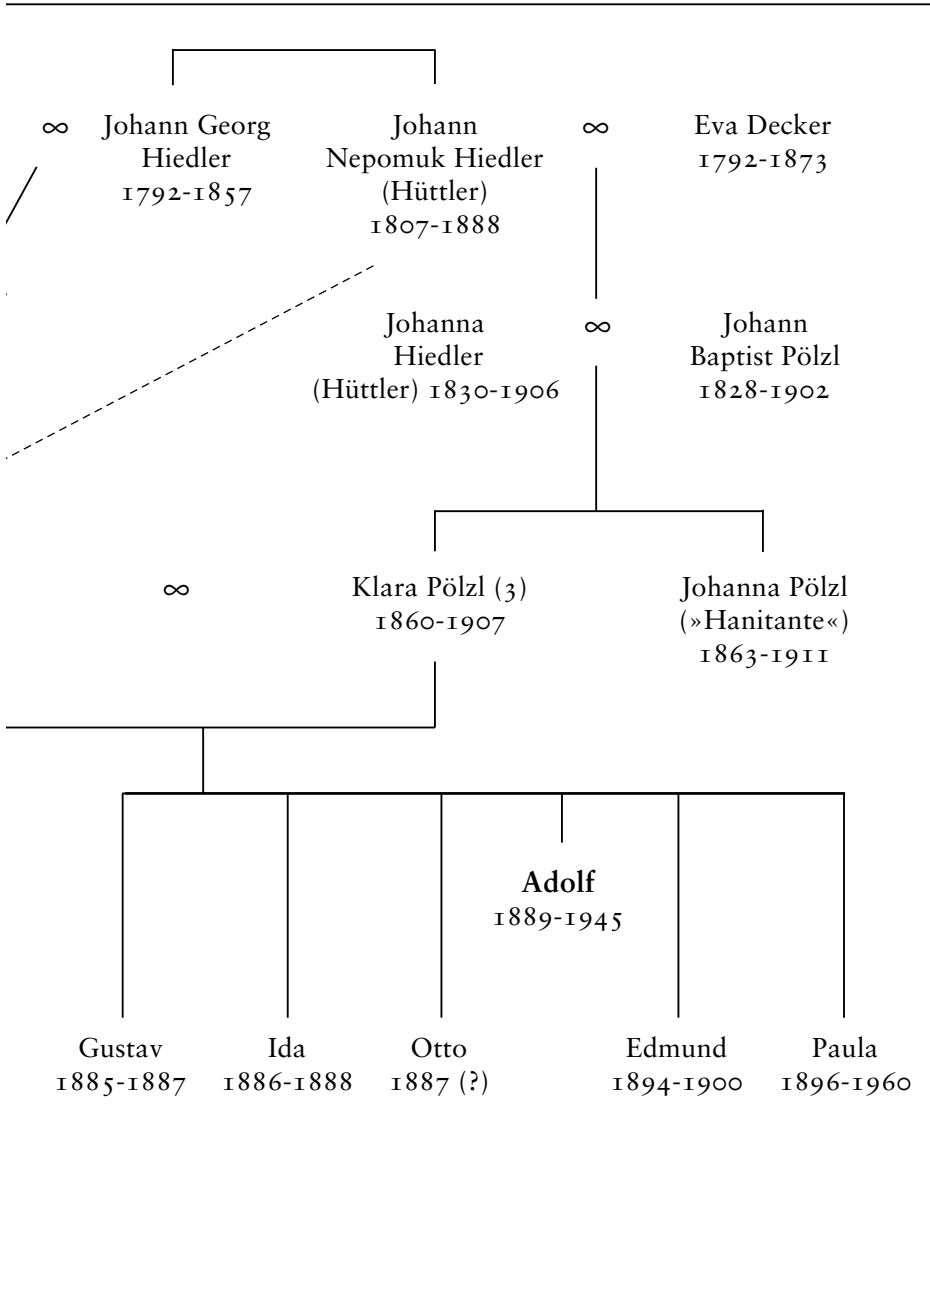 ∞
Johann Georg
Hiedler
1792-1857
Johann
Nepomuk Hiedler
(Hüttler)
1807-1888
∞
Eva Decker
1792-1873
Johanna
Hiedler
(Hüttler) 1830-1906
∞
Johann
Baptist Pölzl
1828-1902
∞
Klara Pölzl (3)
1860-1907
Johanna Pölzl
(»Hanitante«)
1863-1911
Adolf
1889-1945
Gustav
1885-1887
Ida
1886-1888
Otto
1887 (?)
Edmund
1894-1900
Paula
1896-1960